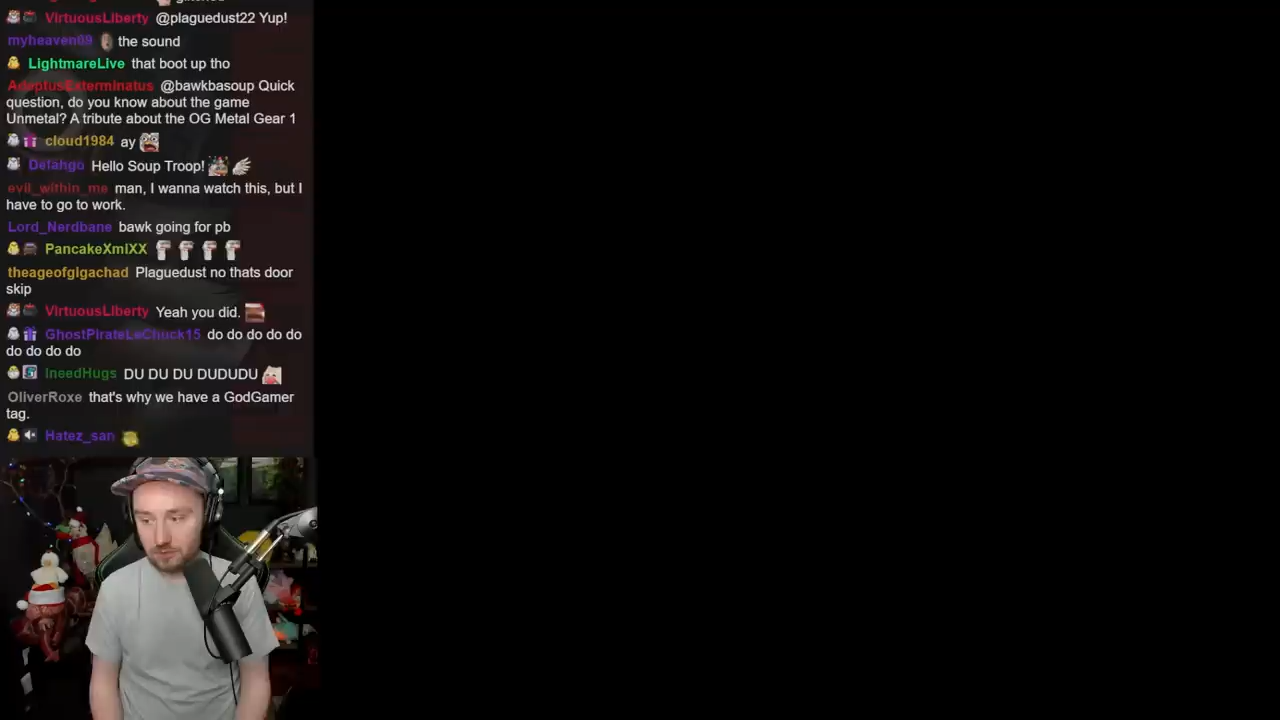 VirtuousLiberty @plaguedust22 Yup!
myheaven09 the sound
LightmareLive that boot up tho
AdeptusExterminatus @bawkbasoup Quick
question, do you know about the game
Unmetal? A tribute about the OG Metal Gear 1
cloud1984 ay
Defahgo Hello Soup Troop!
evil_within_me man, I wanna watch this, but I
have to go to work.
Lord_Nerdbane bawk going for pb
PancakeXmlXX
theageofgigachad Plaguedust no thats door
skip
VirtuousLiberty Yeah you did.
GhostPirateLeChuck15 do do do do do
do do do do
IneedHugs DU DU DU DUDUDU
OliverRoxe that's why we have a GodGamer
tag.
Hatez_san